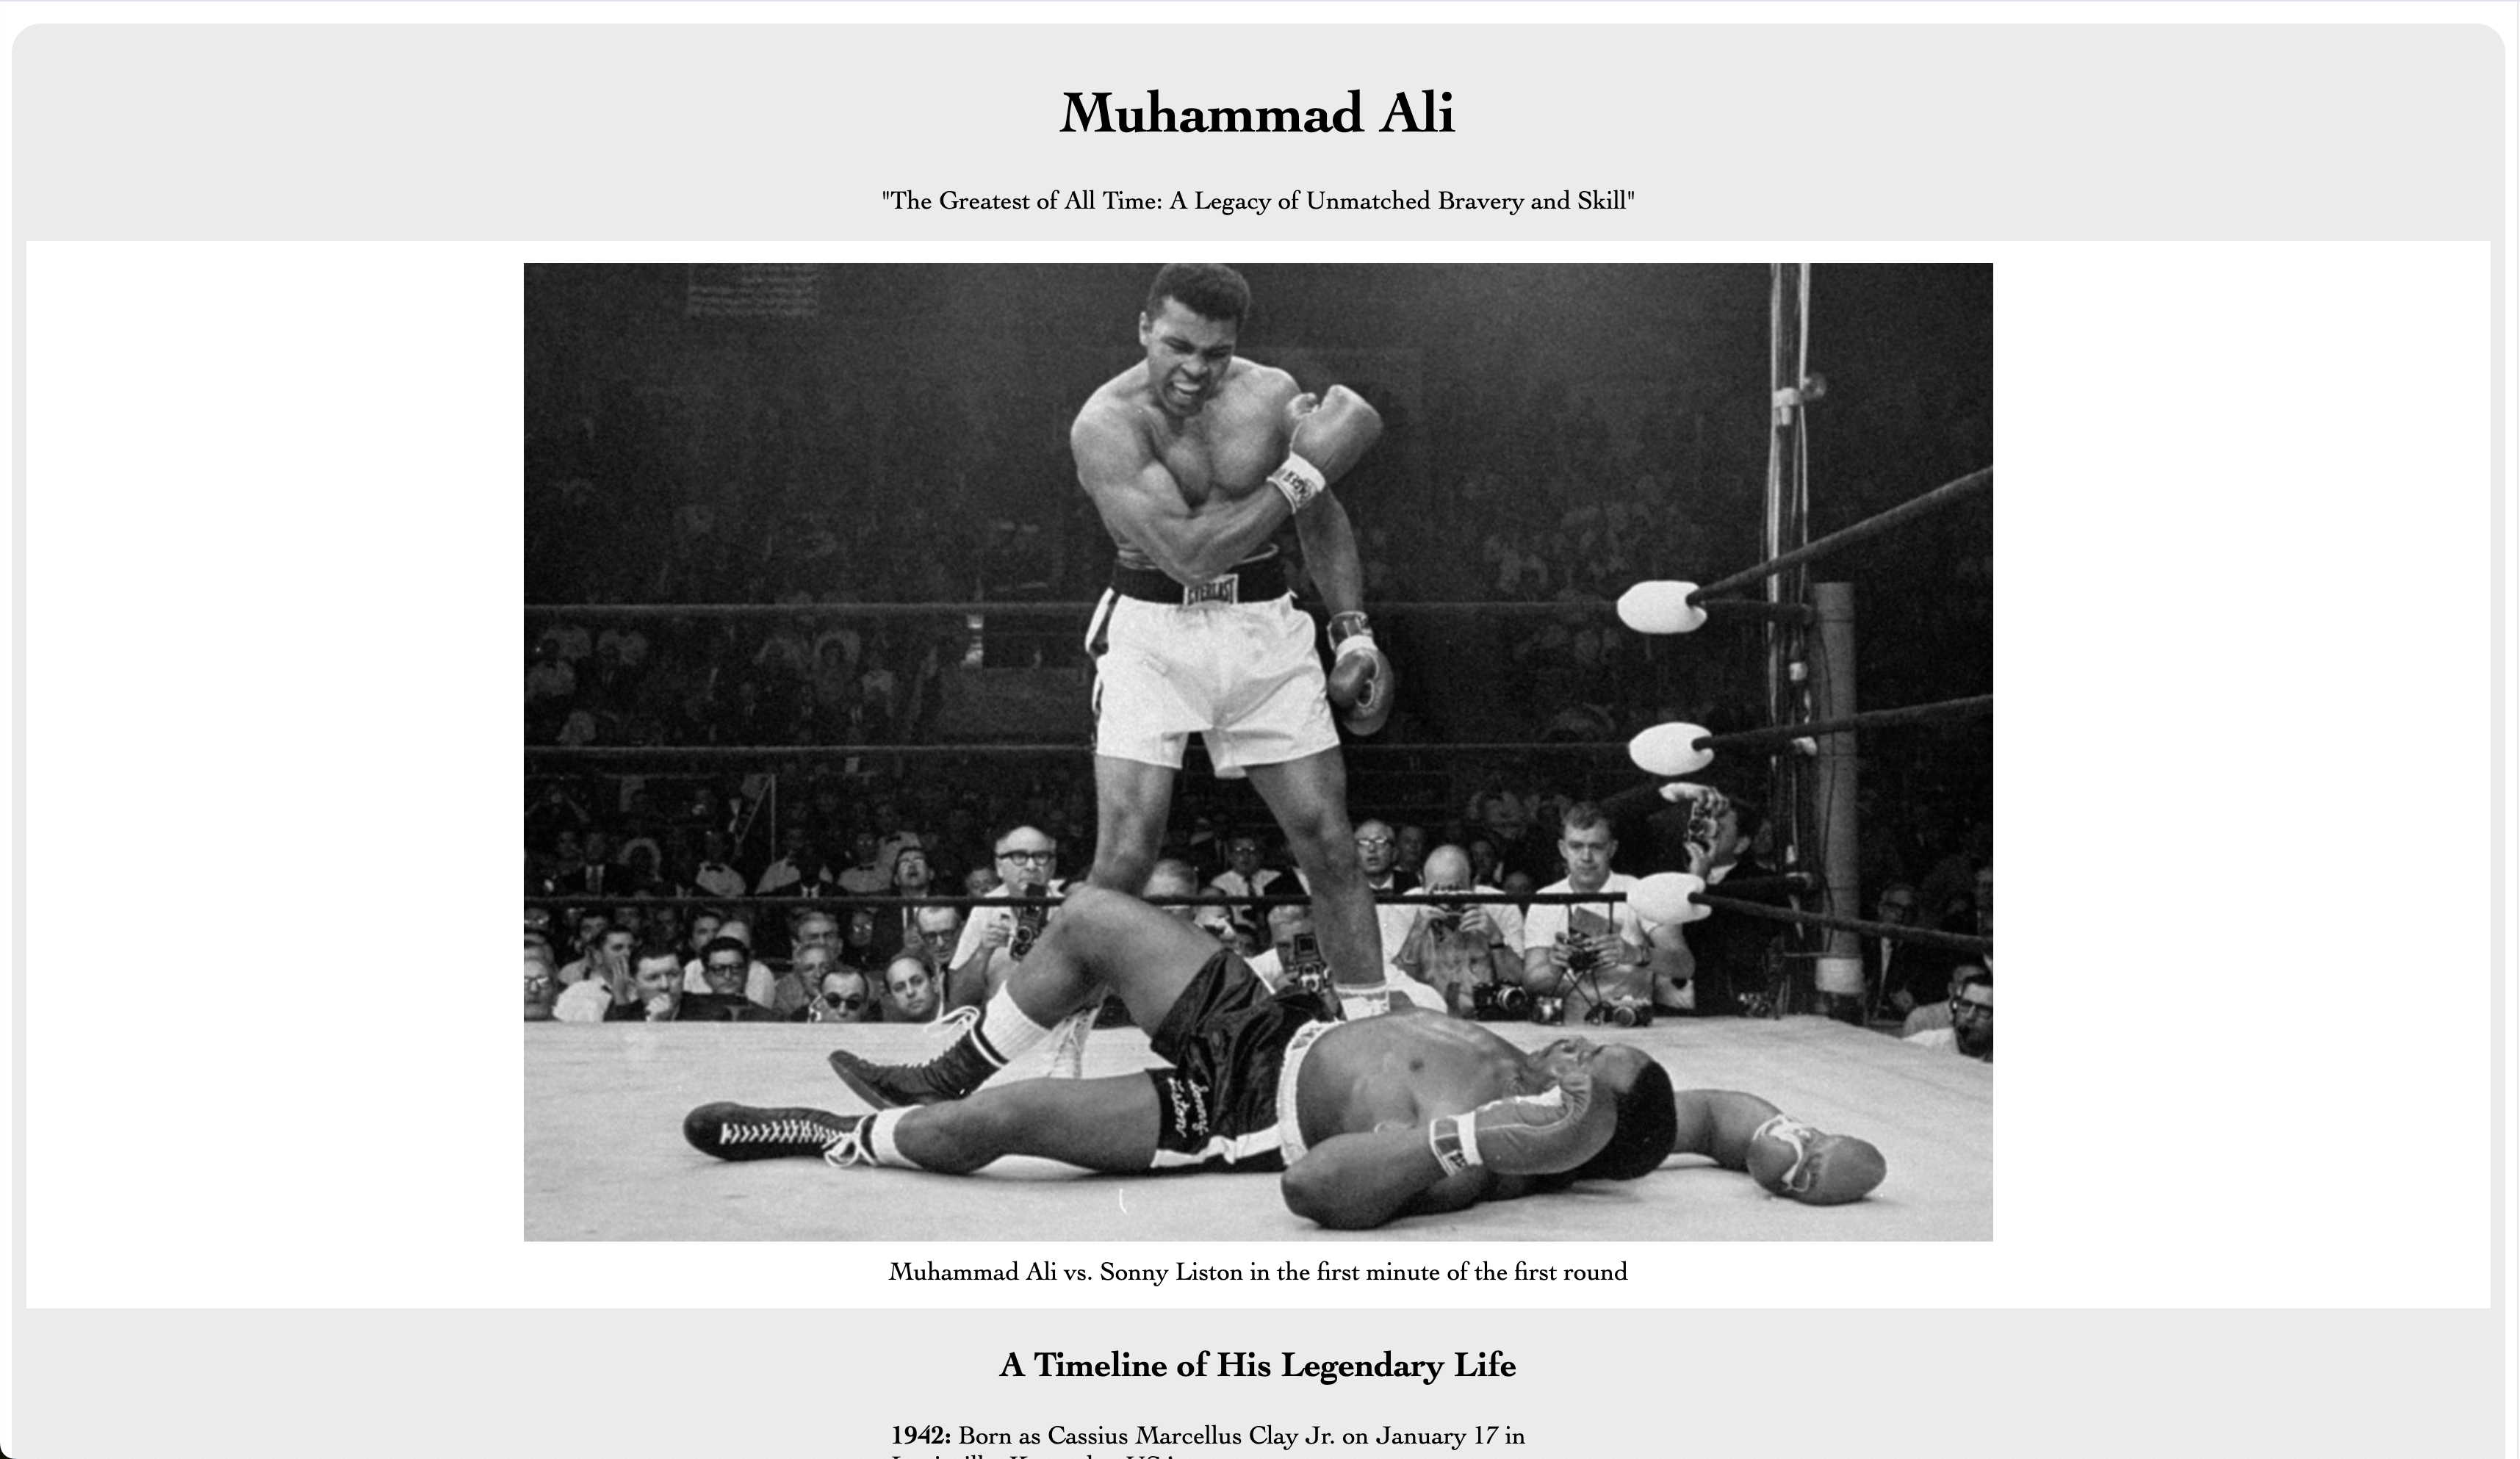 Muhammad Ali
"The Greatest of All Time: A Legacy of Unmatched Bravery and Skill"
EVERLAST
Sonny
Liston
Muhammad Ali vs. Sonny Liston in the first minute of the first round
A Timeline of His Legendary Life
1942: Born as Cassius Marcellus Clay Jr. on January 17 in